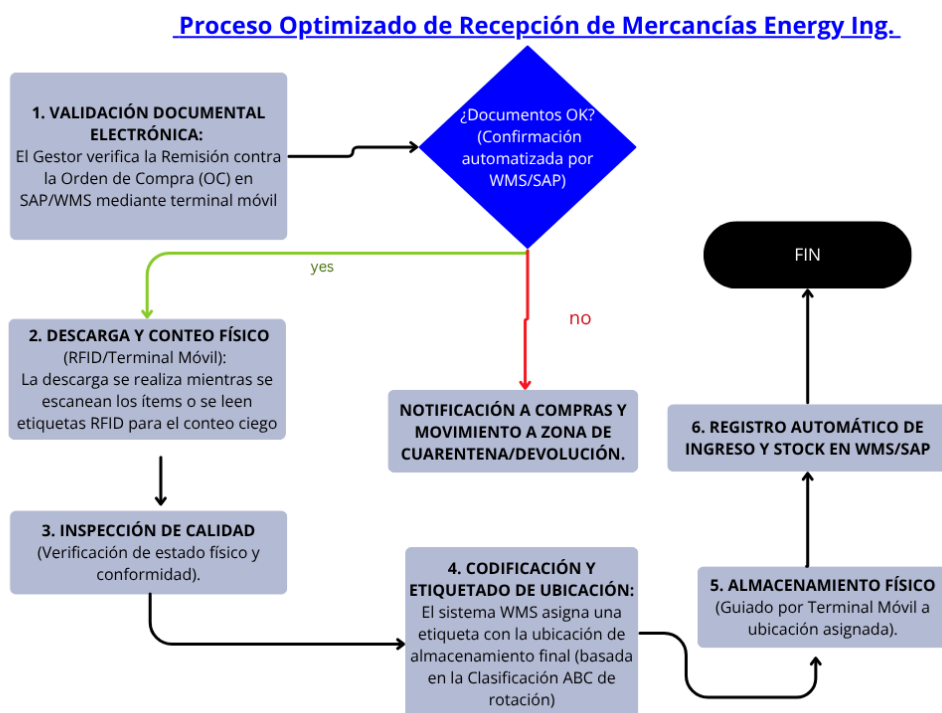 Proceso Optimizado de Recepción de Mercancías Energy Ing.
1. VALIDACIÓN DOCUMENTAL
ELECTRÓNICA:
El Gestor verifica la Remisión contra
la Orden de Compra (OC) en
SAP/WMS mediante terminal móvil
¿Documentos OK?
(Confirmación
automatizada por
WMS/SAP)
yes
no
2. DESCARGA Y CONTEO FÍSICO
(RFID/Terminal Móvil):
La descarga se realiza mientras se
escanean los ítems o se leen
etiquetas RFID para el conteo ciego
NOTIFICACIÓN A COMPRAS Y
MOVIMIENTO A ZONA DE
CUARENTENA/DEVOLUCIÓN.
3. INSPECCIÓN DE CALIDAD
(Verificación de estado físico y
conformidad).
4. CODIFICACIÓN Y
ETIQUETADO DE UBICACIÓN:
El sistema WMS asigna una
etiqueta con la ubicación de
almacenamiento final (basada
en la Clasificación ABC de
rotación)
5. ALMACENAMIENTO FÍSICO
(Guiado por Terminal Móvil a
ubicación asignada).
6. REGISTRO AUTOMÁTICO DE
INGRESO Y STOCK EN WMS/SAP
FIN